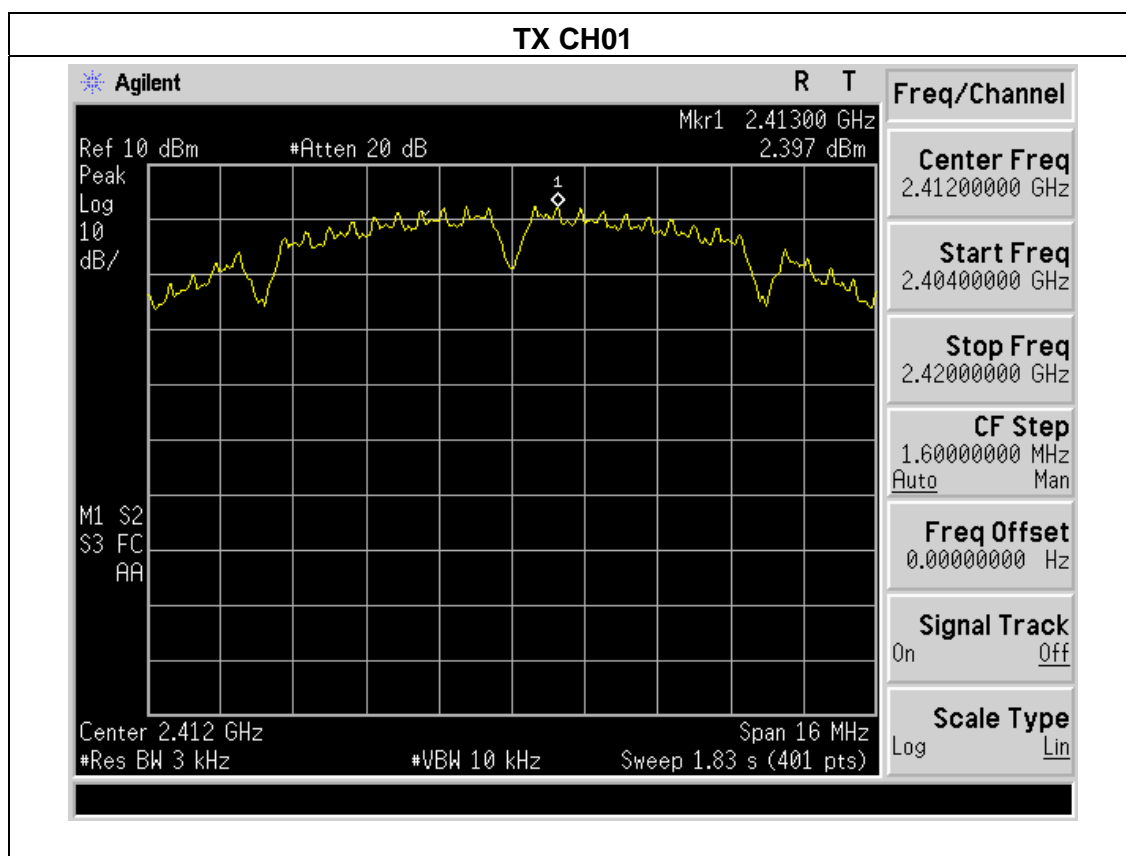 TX CH01
Agilent R T
Mkr1 2.41300 GHz
Ref 10 dBm #Atten 20 dB 2.397 dBm
Peak
Log
10
dB/
1
M1 S2
S3 FC
AA
Center 2.412 GHz Span 16 MHz
#Res BW 3 kHz #VBW 10 kHz Sweep 1.83 s (401 pts)
Freq/Channel
Center Freq
2.41200000 GHz
Start Freq
2.40400000 GHz
Stop Freq
2.42000000 GHz
CF Step
1.60000000 MHz
Auto Man
Freq Offset
0.00000000 Hz
Signal Track
On Off
Scale Type
Log Lin